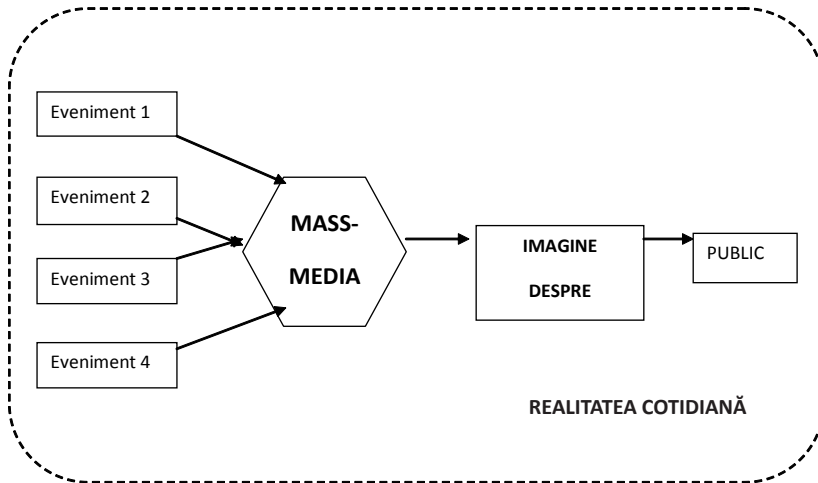 Eveniment 1
Eveniment 2
Eveniment 3
Eveniment 4
MASS-
MEDIA
IMAGINE
DESPRE
PUBLIC
REALITATEA COTIDIANĂ